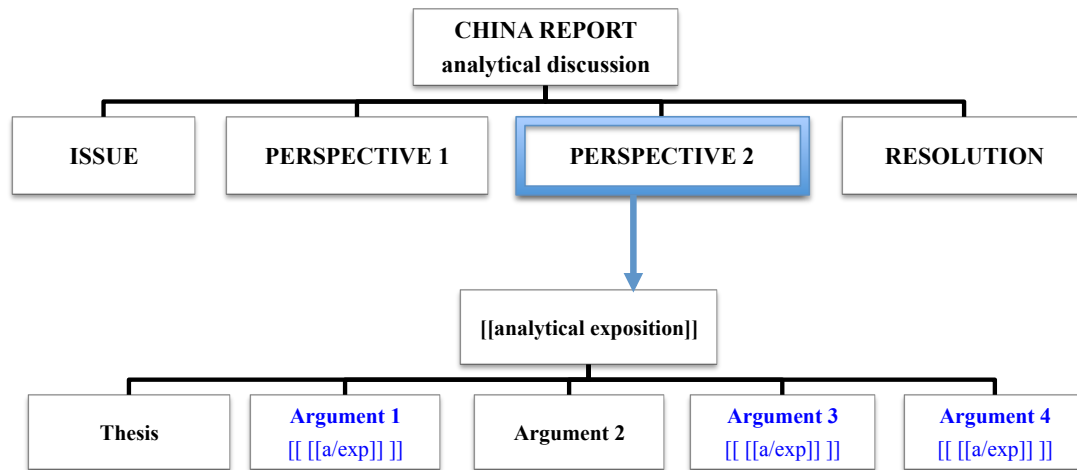 CHINA REPORT
analytical discussion
ISSUE
PERSPECTIVE 1
PERSPECTIVE 2
RESOLUTION
[[analytical exposition]]
Thesis
Argument 1
[[ [[a/exp]] ]]
Argument 2
Argument 3
[[ [[a/exp]] ]]
Argument 4
[[ [[a/exp]] ]]